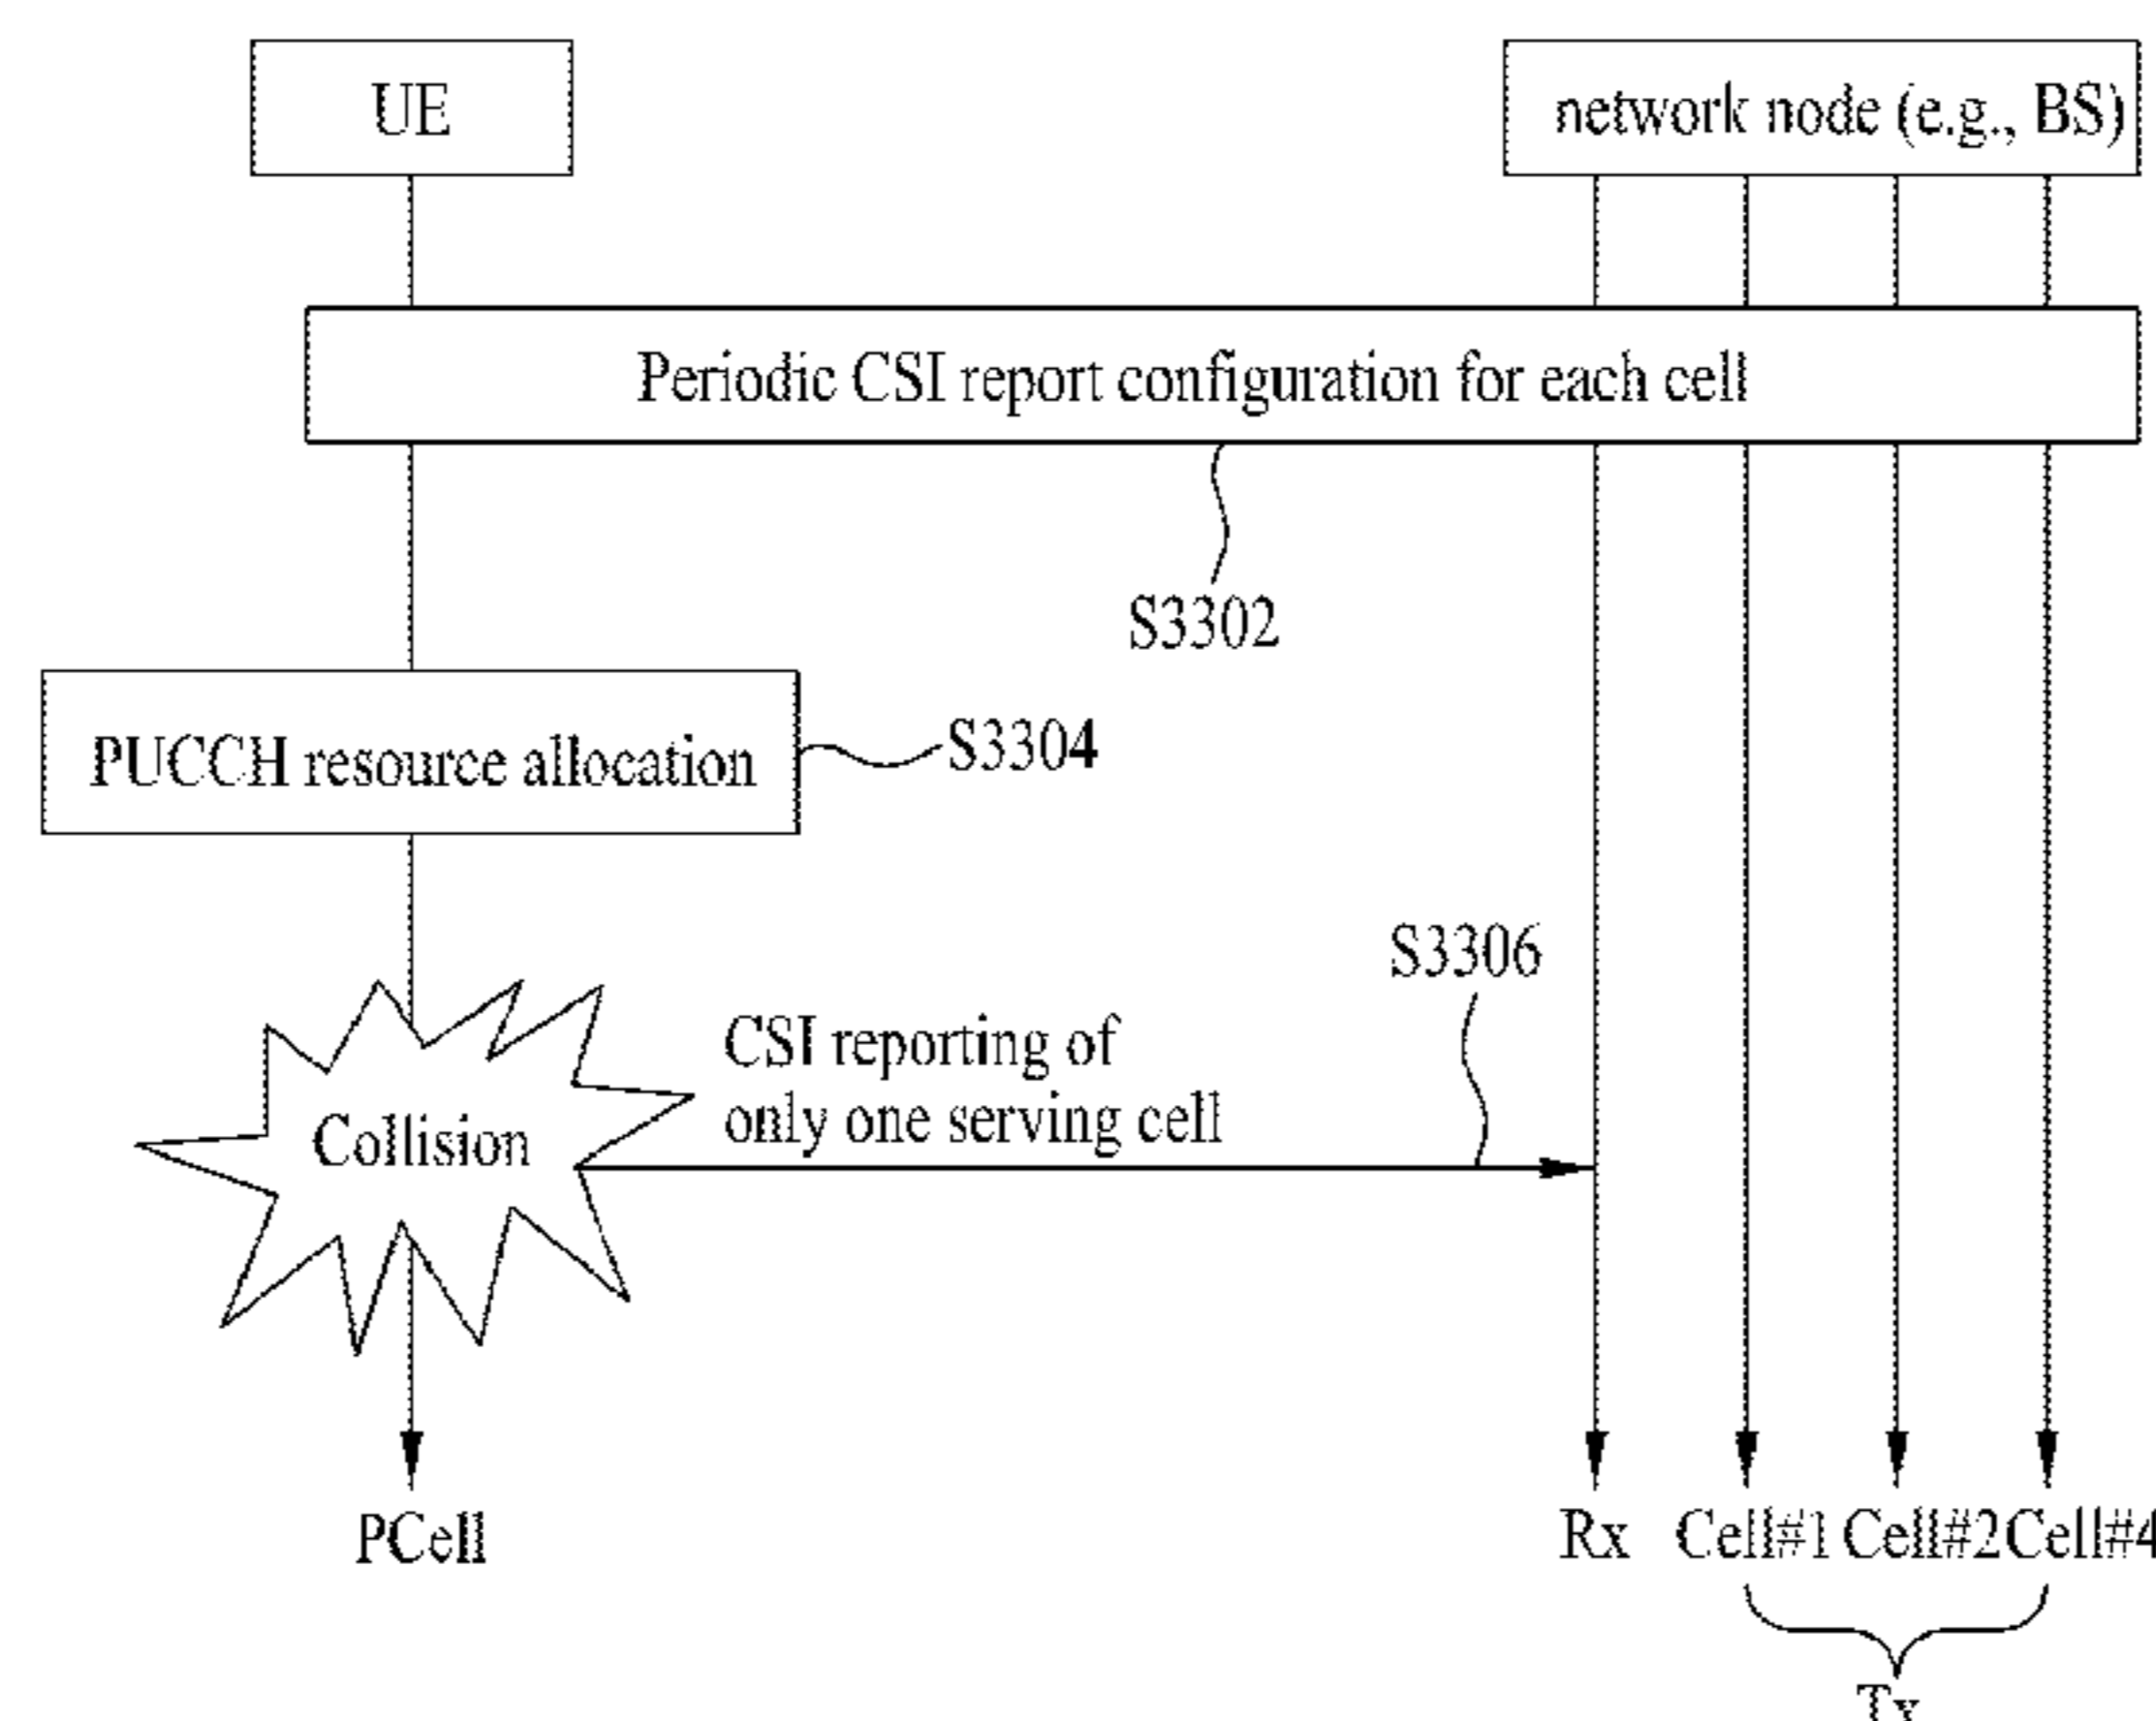 UE
network node (e.g., BS)
Periodic CSI report configuration for each cell
S3302
PUCCH resource allocation
S3304
S3306
CSI reporting of
only one serving cell
Collision
PCell
Rx
Cell#1
Cell#2
Cell#4
Tx